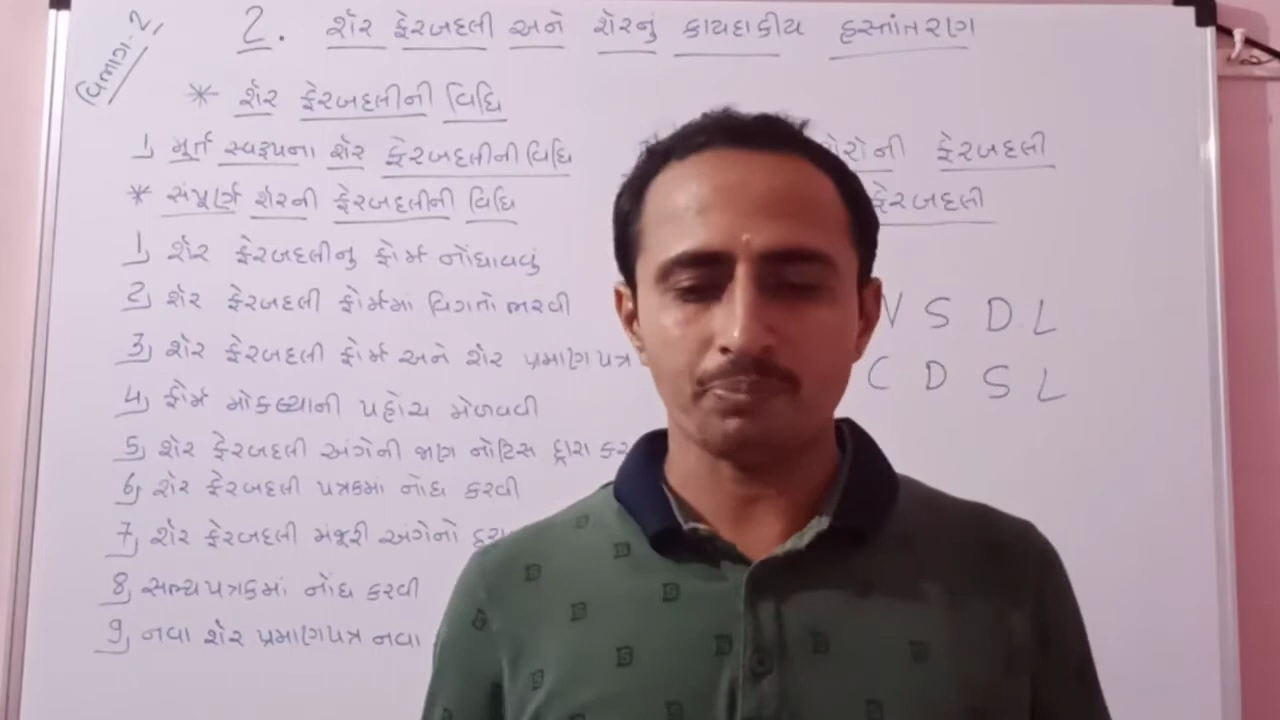 વિભાગ-2,
2. શેર ફેરબદલી અને શેરનું કાયદાકીય હસ્તાંતરણ
* શેર ફેરબદલીની વિધિ
1, મૂર્ત સ્વરૂપના શેર ફેરબદલીની વિધિ
* સંપૂર્ણ શેરની ફેરબદલીની વિધિ
1, શેર ફેરબદલીનું ફોર્મ નોંધાવવું
2, શેર ફેરબદલી ફોર્મમાં વિગતો ભરવી
3, શેર ફેરબદલી ફોર્મ અને શેર પ્રમાણપત્ર
4, ફોર્મ મોકલ્યાની પહોંચ મેળવવી
5, શેર ફેરબદલી અંગેની જાણ નોટિસ દ્વારા
6, શેર ફેરબદલી પત્રકમાં નોંધ કરવી
7, શેર ફેરબદલી મંજૂરી અંગેનો
8, સભ્યપત્રકમાં નોંધ કરવી
9, નવા શેર પ્રમાણપત્ર નવા
ફેરબદલી
ફેરબદલી
N S D L
C D S L